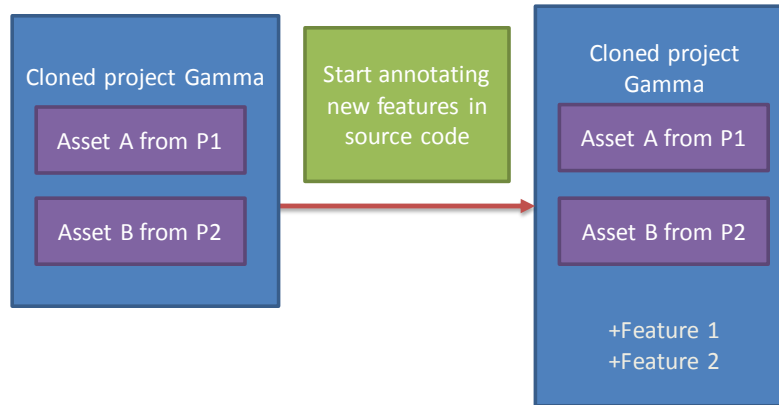 Cloned project Gamma
Asset A from P1
Asset B from P2
Start annotating
new features in
source code
Cloned project
Gamma
Asset A from P1
Asset B from P2
+Feature 1
+Feature 2